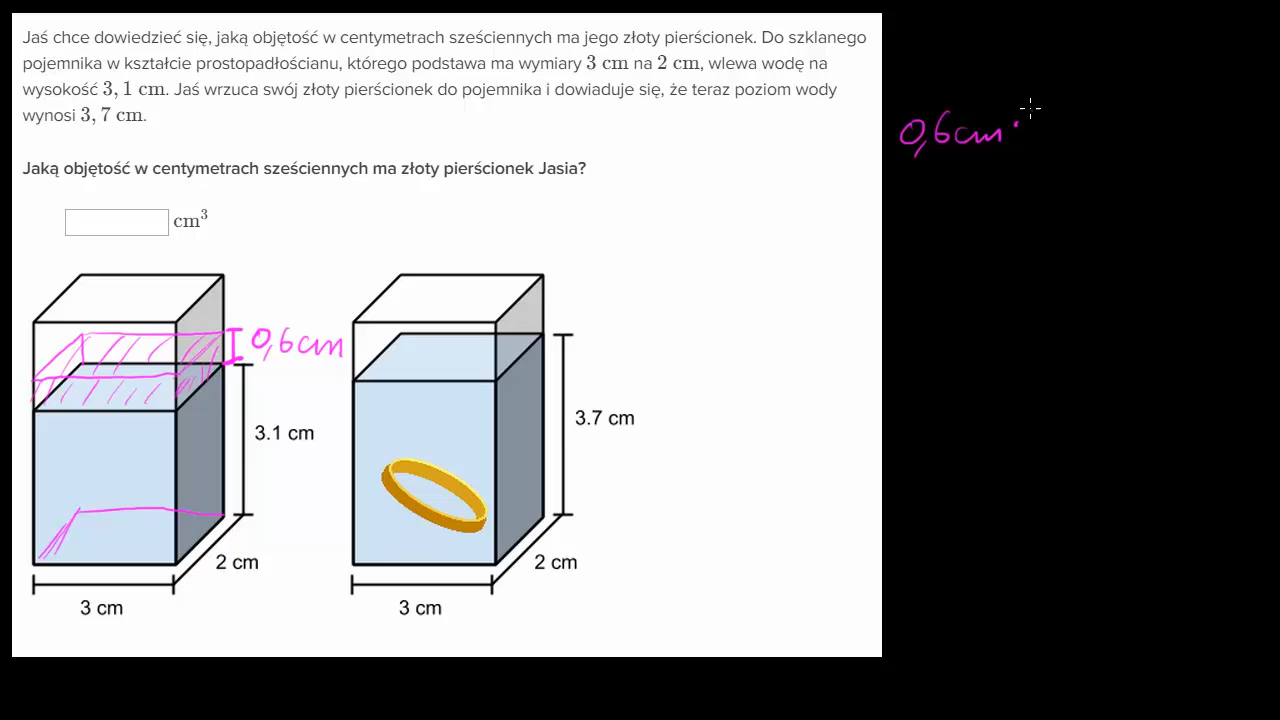 Jaś chce dowiedzieć się, jaką objętość w centymetrach sześciennych ma jego złoty pierścionek. Do szklanego
pojemnika w kształcie prostopadłościanu, którego podstawa ma wymiary 3 cm na 2 cm, wlewa wodę na
wysokość 3, 1 cm. Jaś wrzuca swój złoty pierścionek do pojemnika i dowiaduje się, że teraz poziom wody
wynosi 3, 7 cm.
0,6cm ·
Jaką objętość w centymetrach sześciennych ma złoty pierścionek Jasia?
cm³
0,6cm
3.1 cm
3.7 cm
2 cm
2 cm
3 cm
3 cm